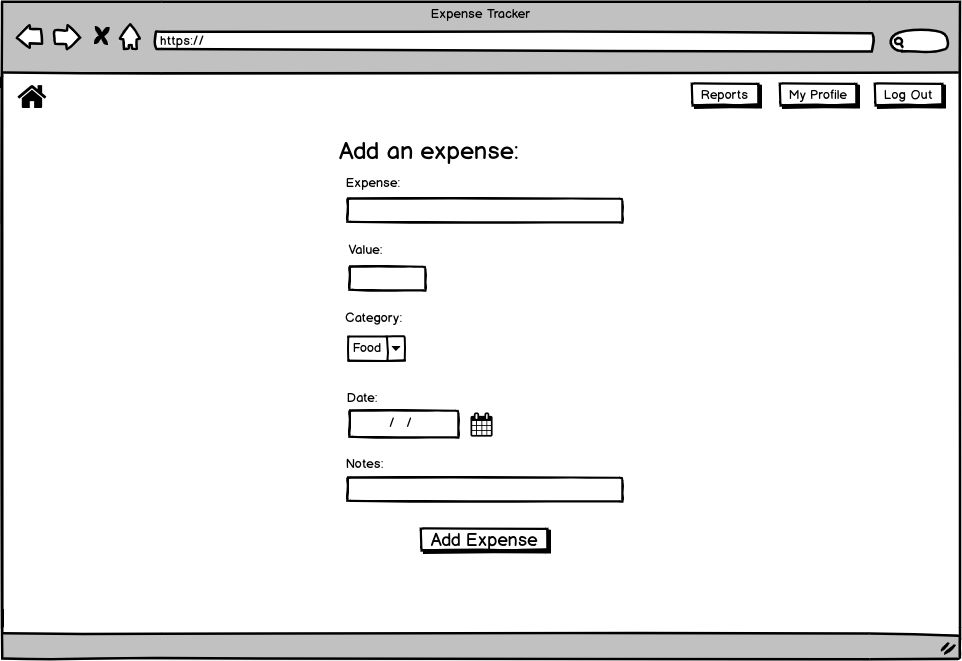 Expense Tracker
https://
Reports My Profile Log Out
Add an expense:
Expense:
Value:
Category:
Food
Date:
/ /
Notes:
Add Expense